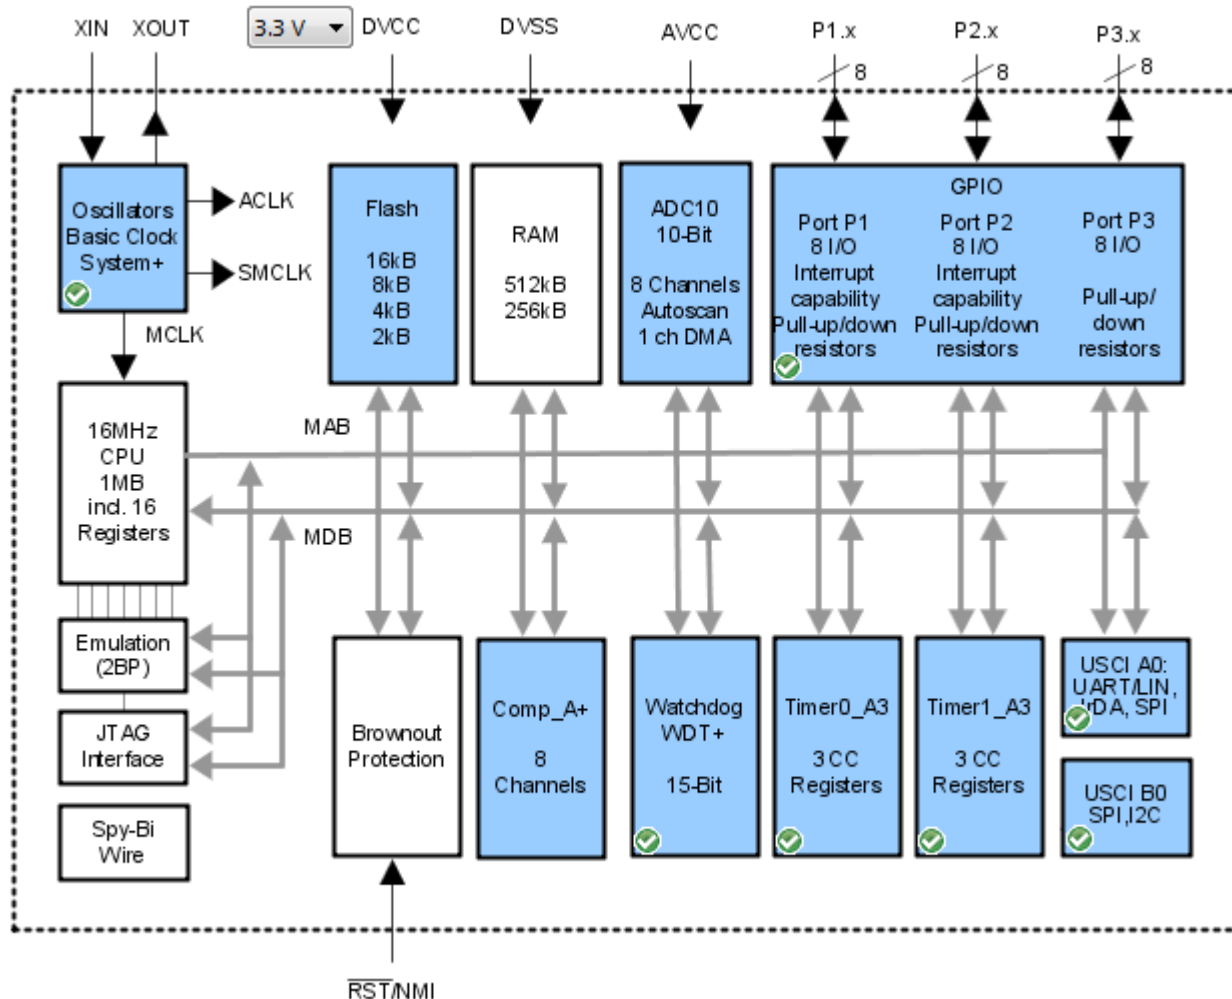 XIN XOUT 3.3 V DVCC DVSS AVCC P1.x P2.x P3.x
8 8 8
Oscillators
Basic Clock
System+
ACLK
SMCLK
MCLK
Flash
16kB
8kB
4kB
2kB
RAM
512kB
256kB
ADC10
10-Bit
8 Channels
Autoscan
1 ch DMA
GPIO
Port P1
8 I/O
Interrupt
capability
Pull-up/down
resistors
Port P2
8 I/O
Interrupt
capability
Pull-up/down
resistors
Port P3
8 I/O
Pull-up/
down
resistors
16MHz
CPU
1MB
incl. 16
Registers
MAB
MDB
Emulation
(2BP)
JTAG
Interface
Spy-Bi
Wire
Brownout
Protection
Comp_A+
8
Channels
Watchdog
WDT+
15-Bit
Timer0_A3
3 CC
Registers
Timer1_A3
3 CC
Registers
USCI A0:
UART/LIN,
IrDA, SPI
USCI B0
SPI,I2C
RST/NMI